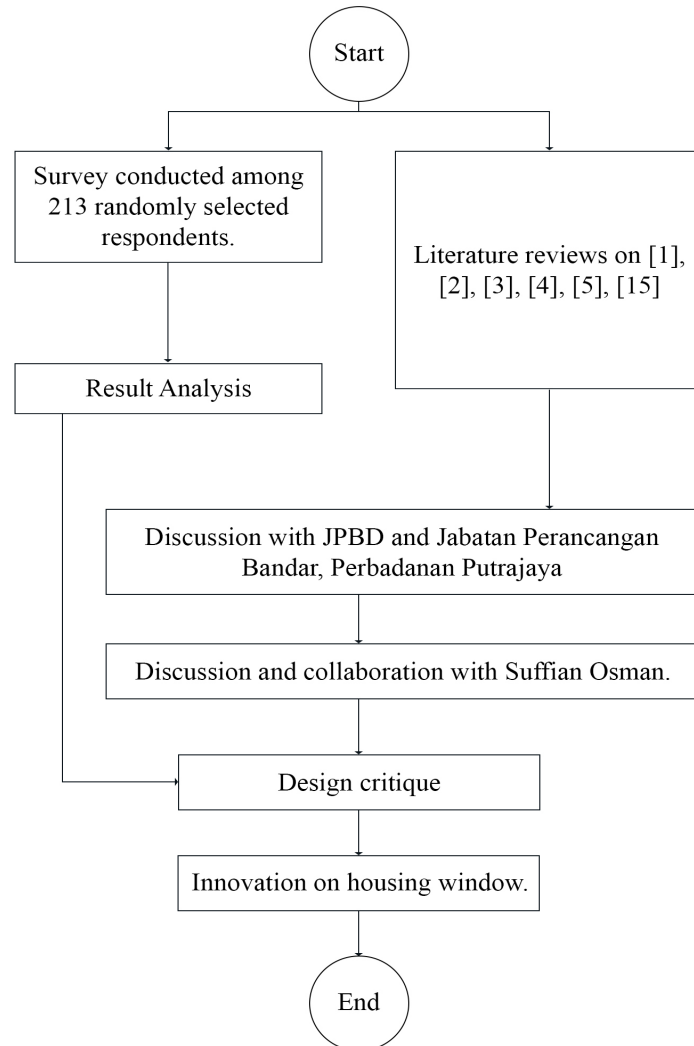 Start
Survey conducted among
213 randomly selected
respondents.
Literature reviews on [1],
[2], [3], [4], [5], [15]
Result Analysis
Discussion with JPBD and Jabatan Perancangan
Bandar, Perbadanan Putrajaya
Discussion and collaboration with Suffian Osman.
Design critique
Innovation on housing window.
End